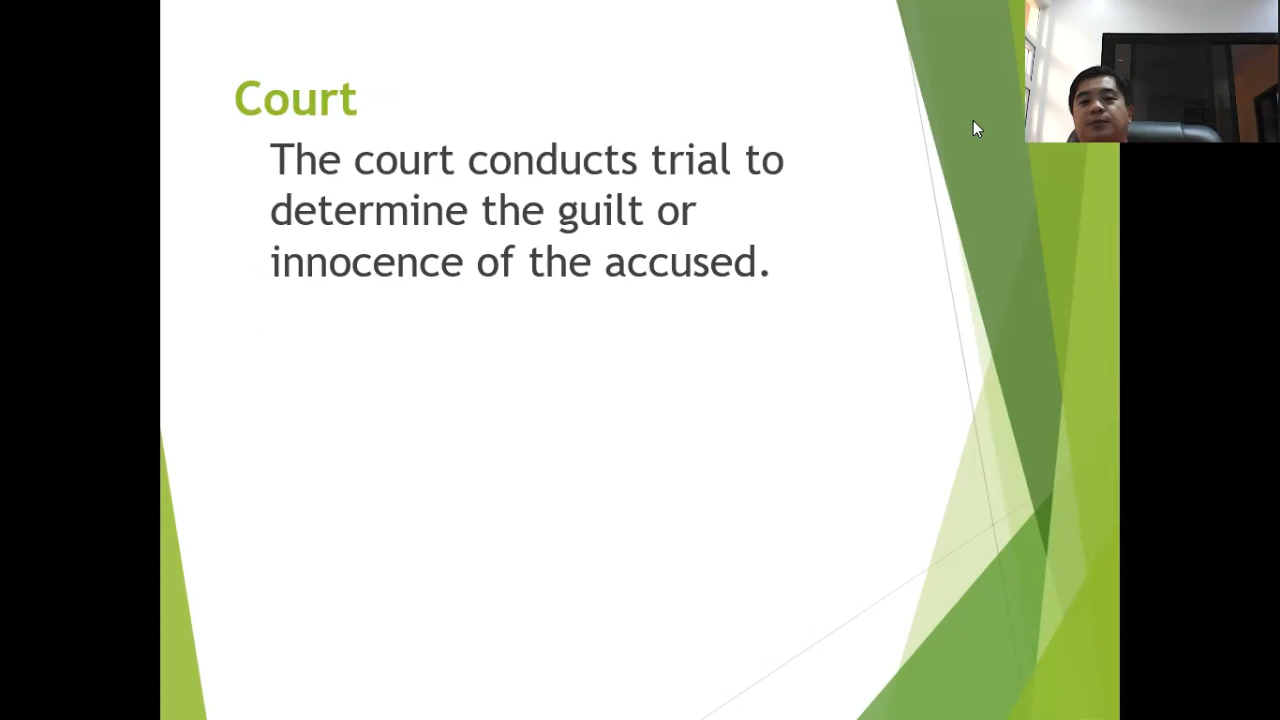 Court
The court conducts trial to
determine the guilt or
innocence of the accused.